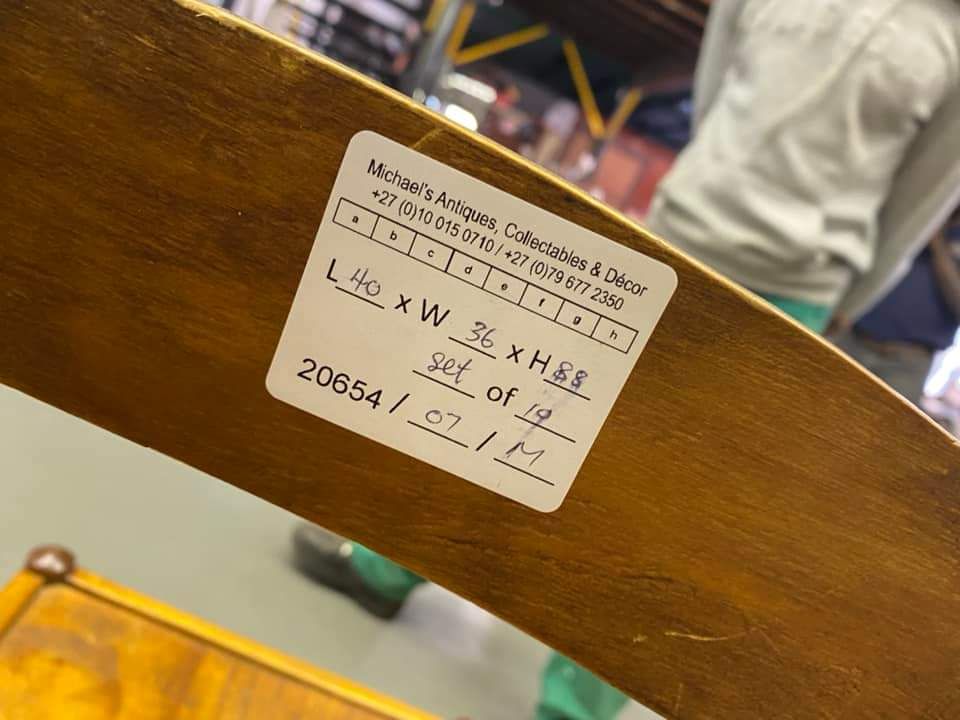 Michael's Antiques, Collectables & Décor
+27 (0)10 015 0710 / +27 (0)79 677 2350
a b c d e f g h
L 40 x W 36 x H 88
set of 10
20654 / 07 / M